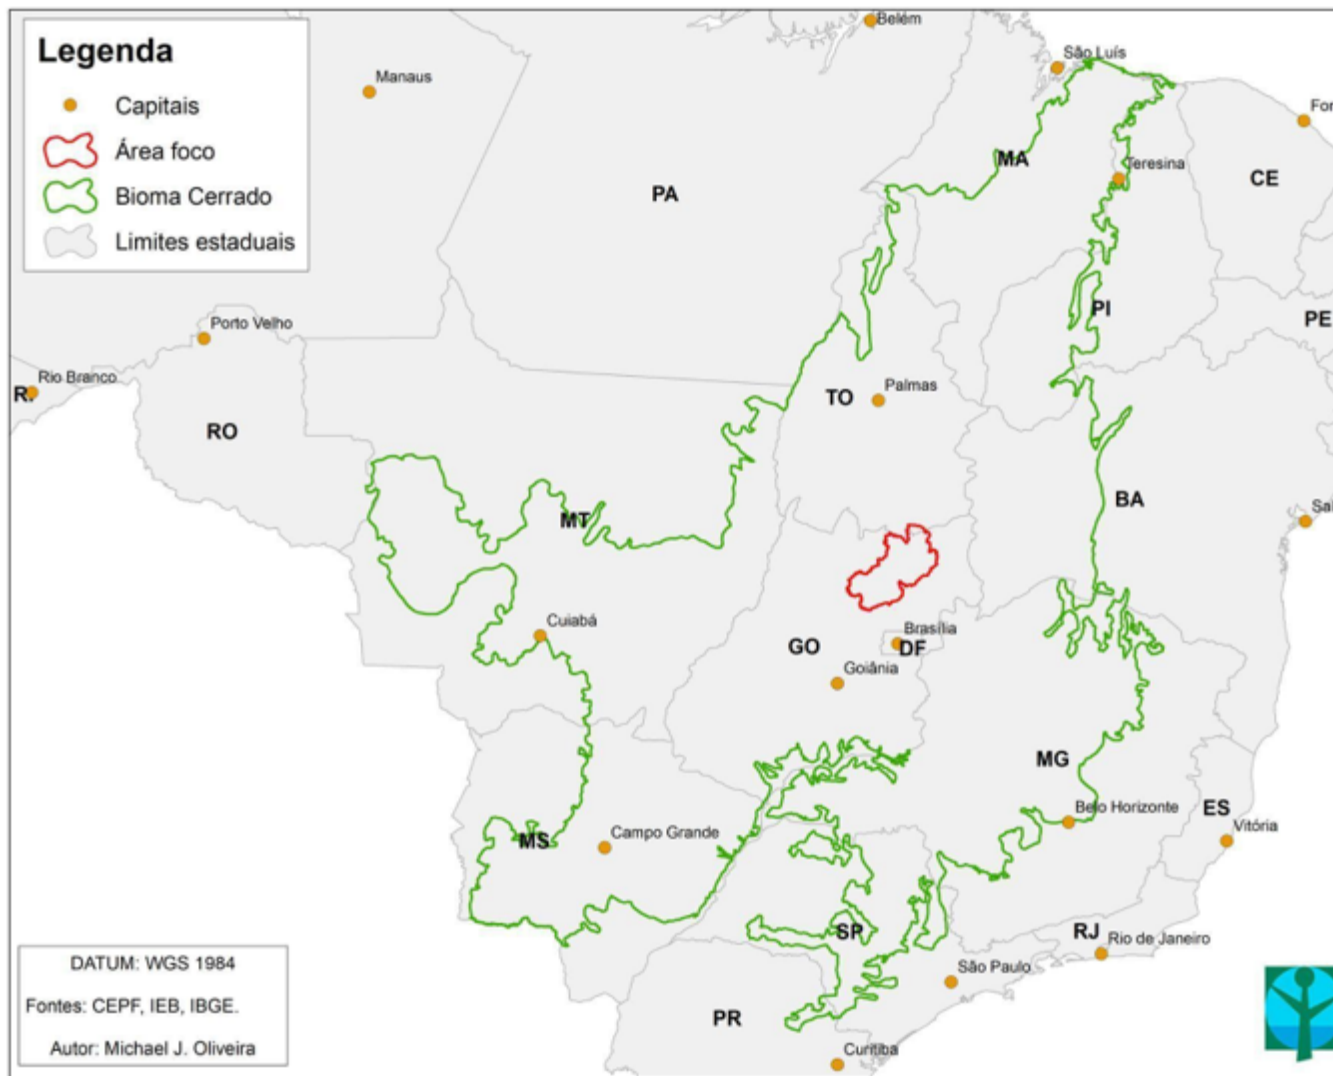 Legenda
Capitais
Área foco
Bioma Cerrado
Limites estaduais
Belém
São Luís
Manaus
MA
Teresina
CE
PA
PI
PE
Porto Velho
Rio Branco
TO
Palmas
RO
BA
MT
Cuiabá
Brasília
GO
DF
Goiânia
MG
Belo Horizonte
ES
Vitória
MS
Campo Grande
SP
RJ
Rio de Janeiro
São Paulo
PR
Curitiba
DATUM: WGS 1984
Fontes: CEPF, IEB, IBGE.
Autor: Michael J. Oliveira